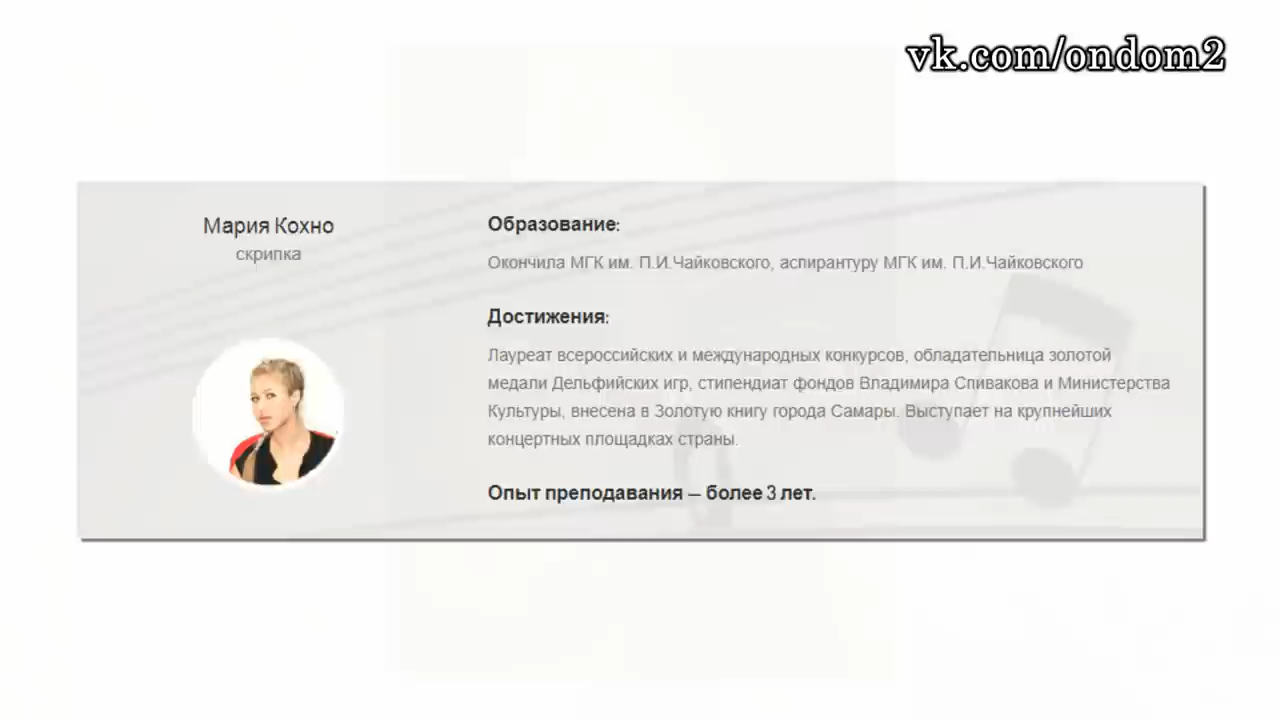 vk.com/ondom2
Мария Кохно
скрипка
Образование:
Окончила МГК им. П.И.Чайковского, аспирантуру МГК им. П.И.Чайковского
Достижения:
Лауреат всероссийских и международных конкурсов, обладательница золотой
медали Дельфийских игр, стипендиат фондов Владимира Спивакова и Министерства
Культуры, внесена в Золотую книгу города Самары. Выступает на крупнейших
концертных площадках страны.
Опыт преподавания – более 3 лет.